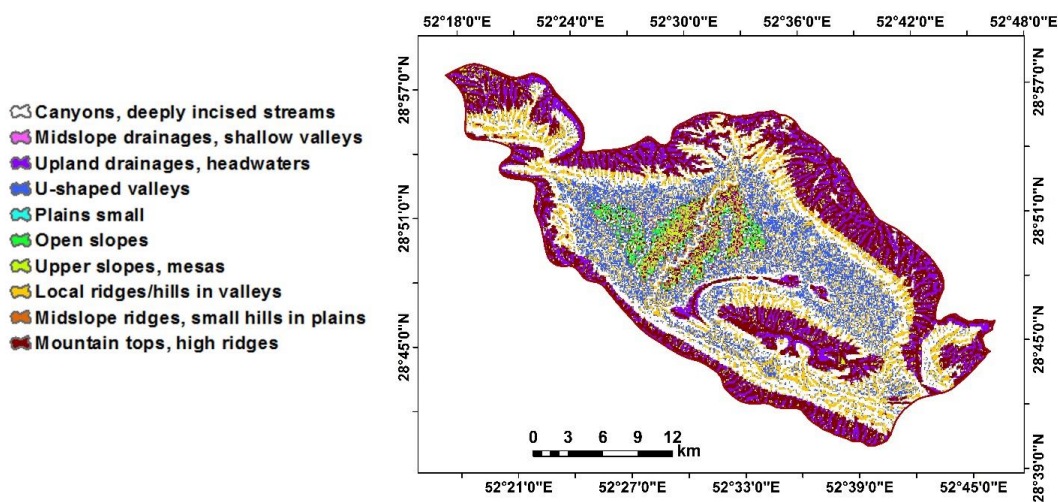 52°18'0"E 52°24'0"E 52°30'0"E 52°36'0"E 52°42'0"E 52°48'0"E
Canyons, deeply incised streams
Midslope drainages, shallow valleys
Upland drainages, headwaters
U-shaped valleys
Plains small
Open slopes
Upper slopes, mesas
Local ridges/hills in valleys
Midslope ridges, small hills in plains
Mountain tops, high ridges
28°57'0"N
28°51'0"N
28°45'0"N
28°57'0"N
28°51'0"N
28°45'0"N
28°39'0"N
0 3 6 9 12
km
52°21'0"E 52°27'0"E 52°33'0"E 52°39'0"E 52°45'0"E